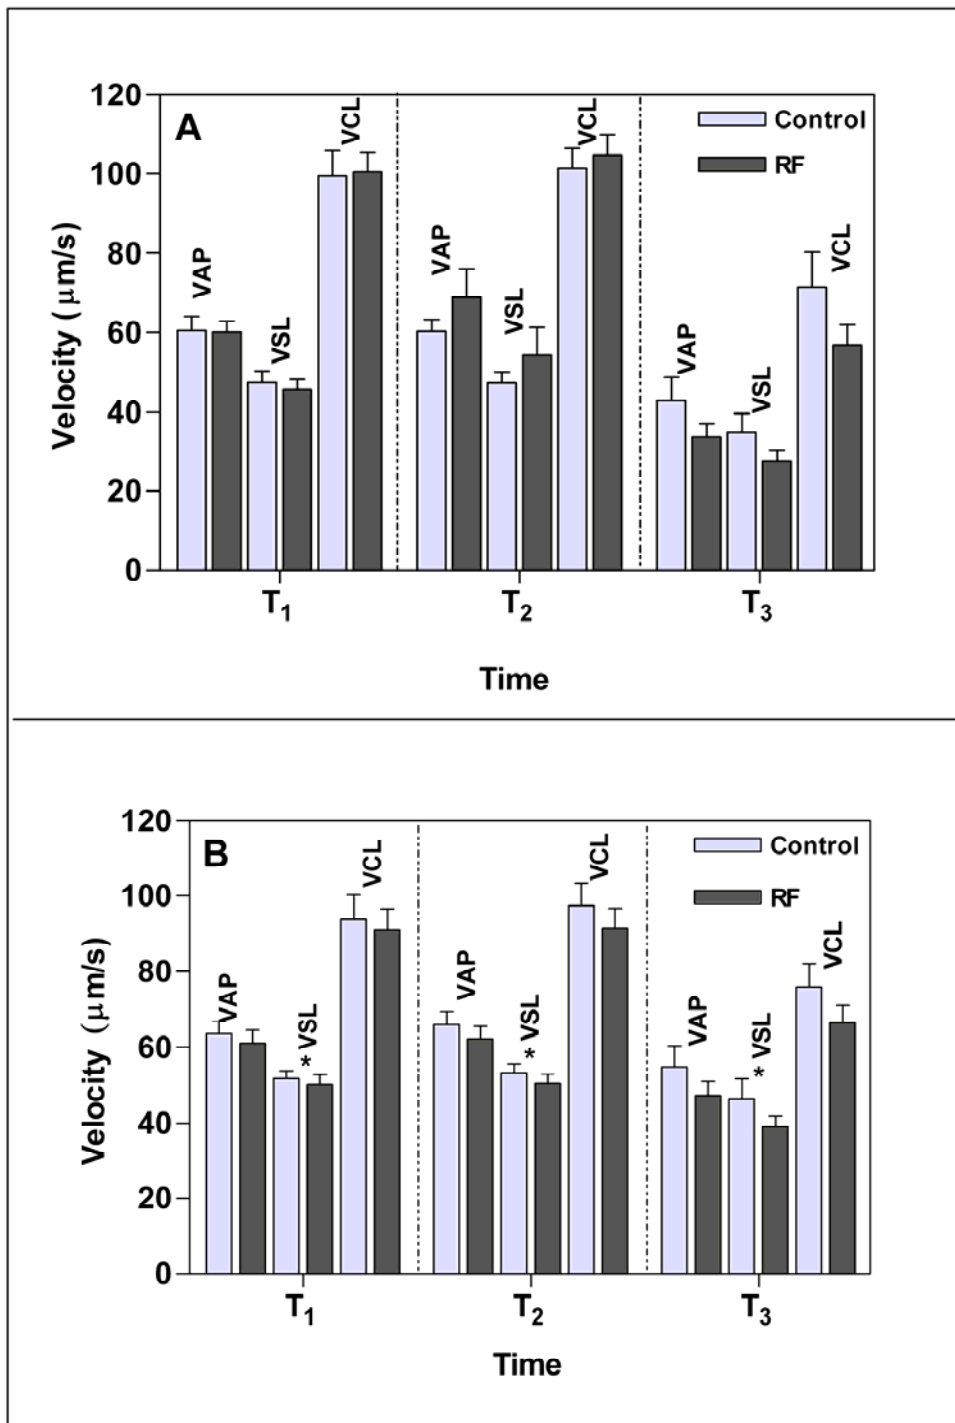 A
Control
RF
Velocity (μm/s)
120
100
80
60
40
20
0
VAP
VSL
VCL
VAP
VSL
VCL
VAP
VSL
VCL
T₁
T₂
T₃
Time
B
Control
RF
Velocity (μm/s)
120
100
80
60
40
20
0
VAP
* VSL
VCL
VAP
* VSL
VCL
VAP
* VSL
VCL
T₁
T₂
T₃
Time